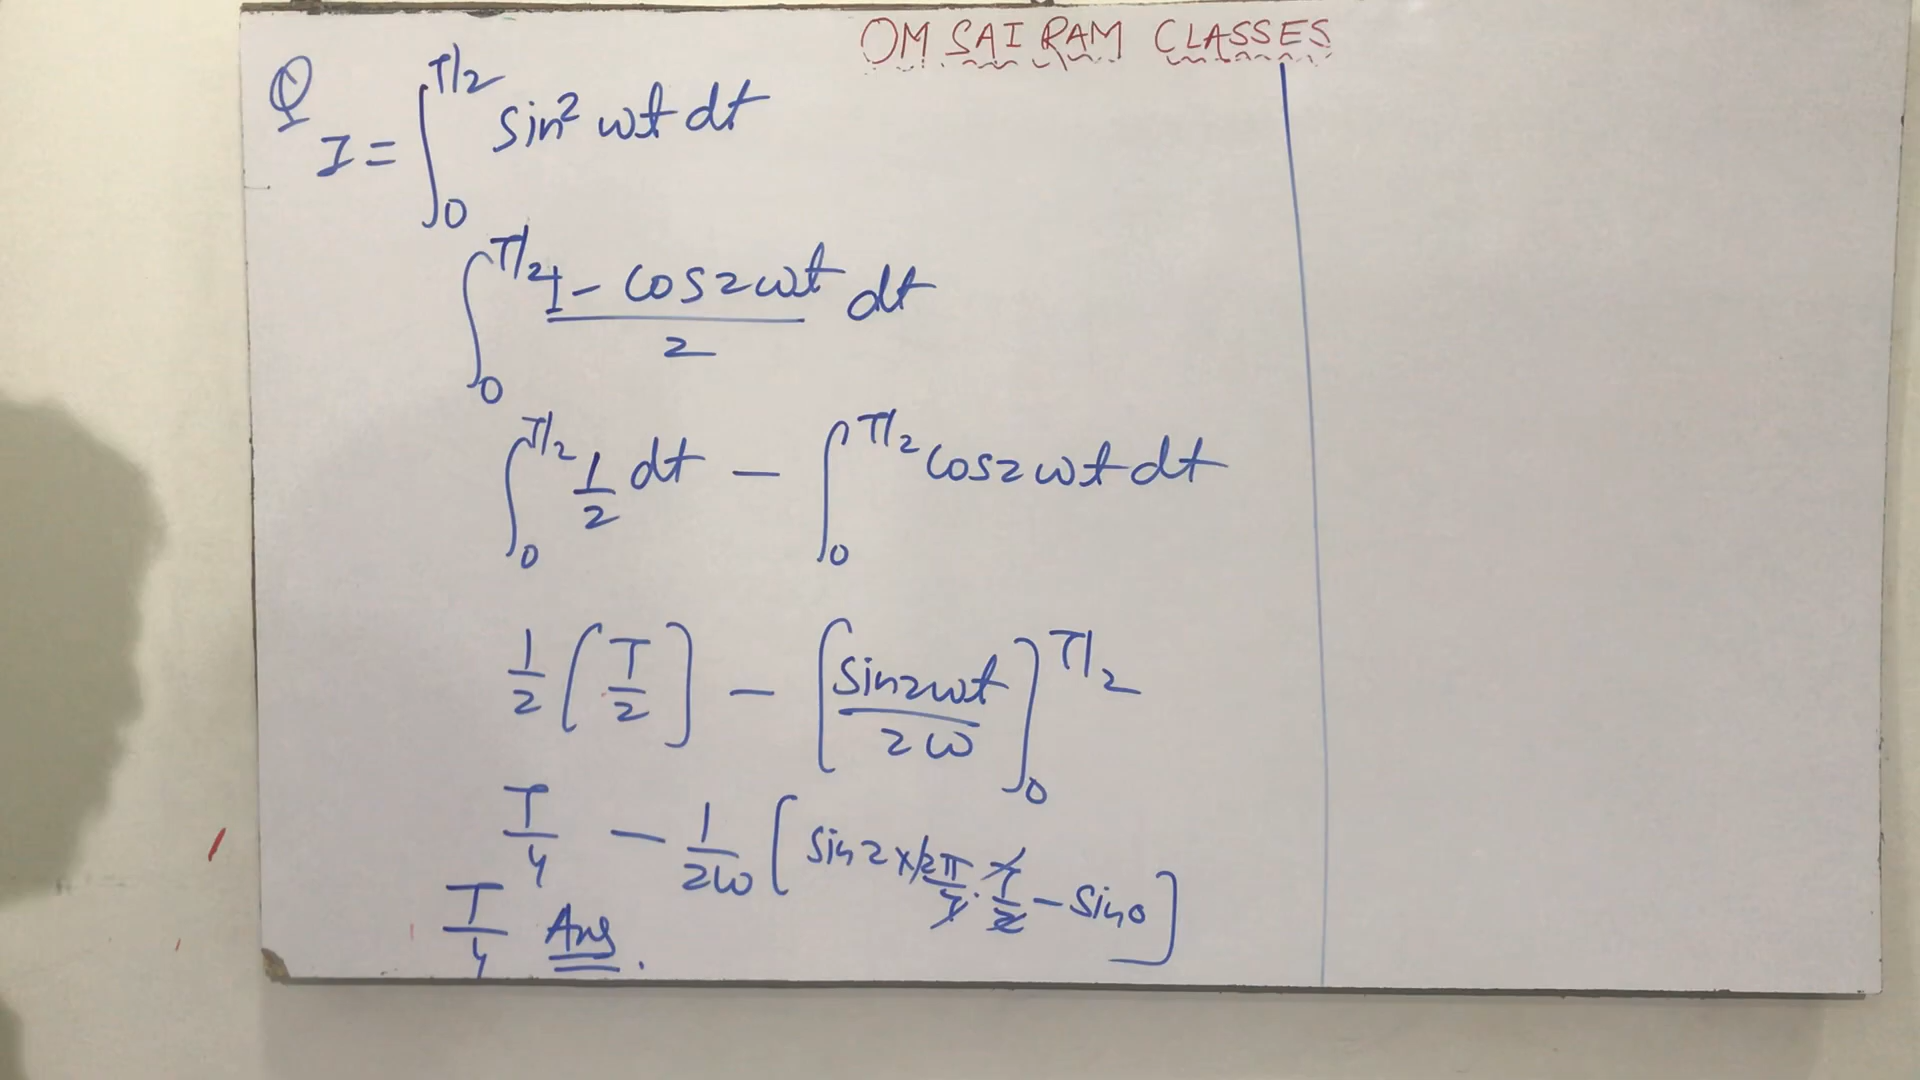 OM SAI RAM CLASSES
Q
I = ∫₀^{T/2} sin² ωt dt
∫₀^{T/2} (1 - cos2ωt)/2 dt
∫₀^{T/2} 1/2 dt - ∫₀^{T/2} cos2ωt dt
1/2 [T/2] - [sin2ωt/2ω]₀^{T/2}
T/4 - 1/2ω [sin2×2π/T · T/2 - sin0]
T/4 Ans.